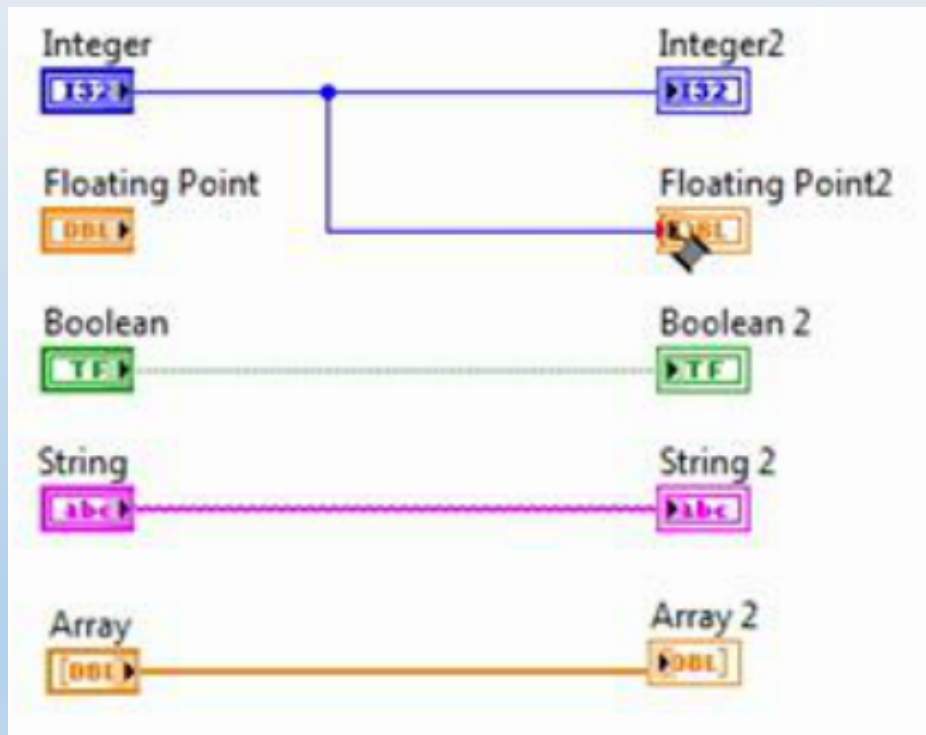 Integer
Integer2
I32
I32
Floating Point
Floating Point2
DBL
DBL
Boolean
Boolean 2
TF
TF
String
String 2
abc
abc
Array
Array 2
[DBL]
[DBL]